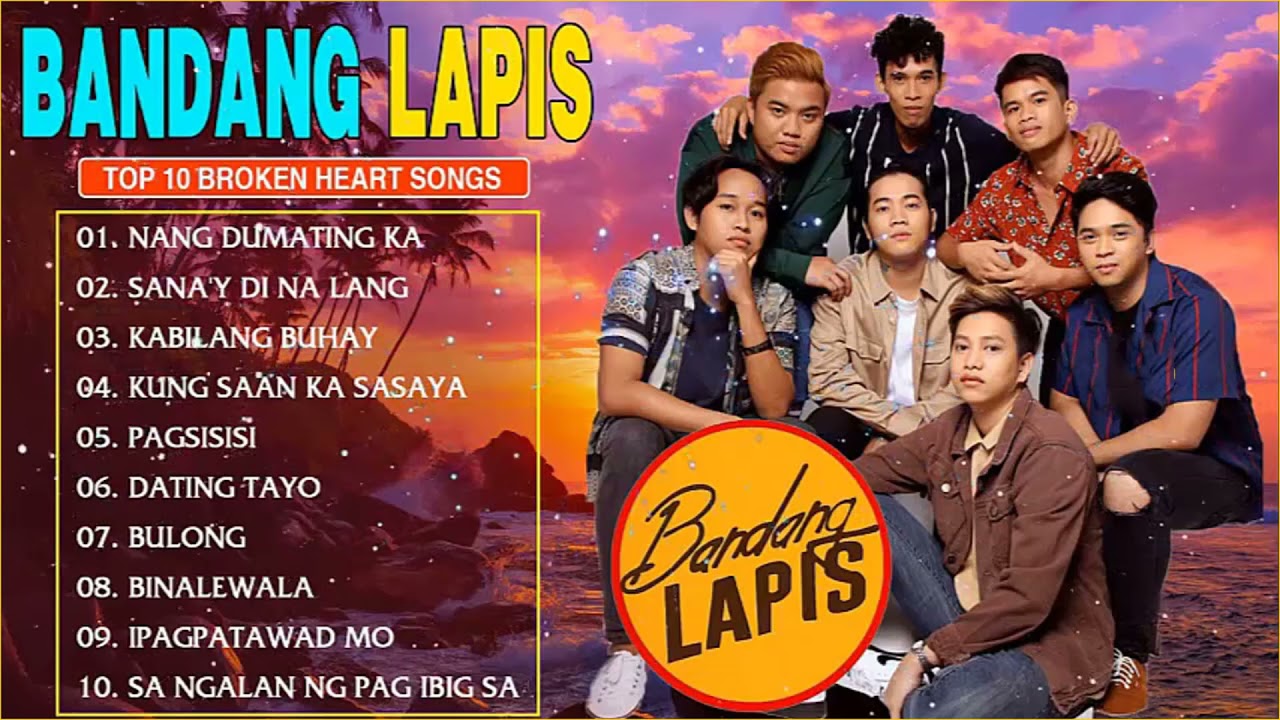 BANDANG LAPIS
TOP 10 BROKEN HEART SONGS
01. NANG DUMATING KA
02. SANA'Y DI NA LANG
03. KABILANG BUHAY
04. KUNG SAAN KA SASAYA
05. PAGSISISI
06. DATING TAYO
07. BULONG
08. BINALEWALA
09. IPAGPATAWAD MO
10. SA NGALAN NG PAG IBIG SA
Bandang
LAPIS